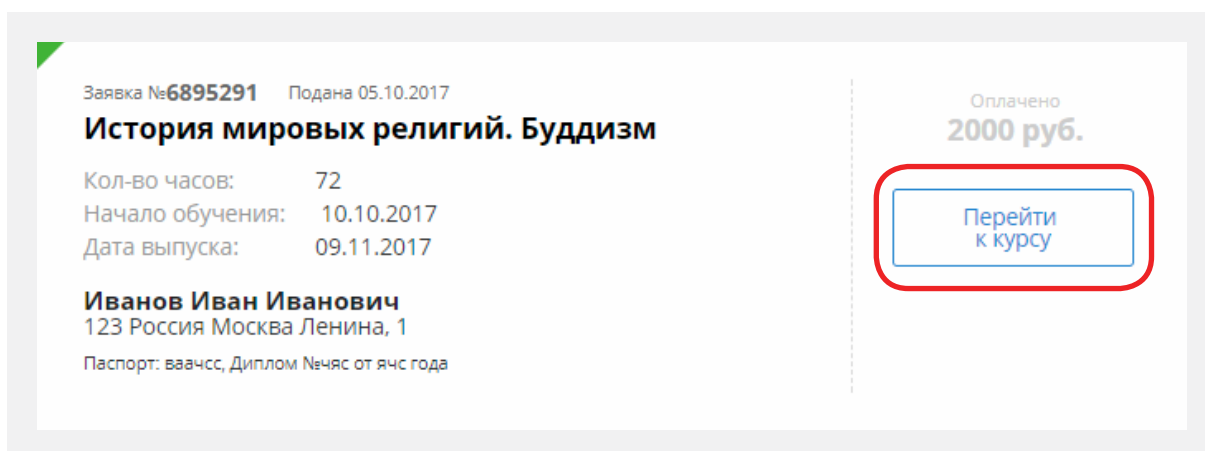 Заявка №6895291 Подана 05.10.2017
История мировых религий. Буддизм
Кол-во часов: 72
Начало обучения: 10.10.2017
Дата выпуска: 09.11.2017
Иванов Иван Иванович
123 Россия Москва Ленина, 1
Паспорт: ваачсс, Диплом №чяс от ячс года
Оплачено
2000 руб.
Перейти
к курсу